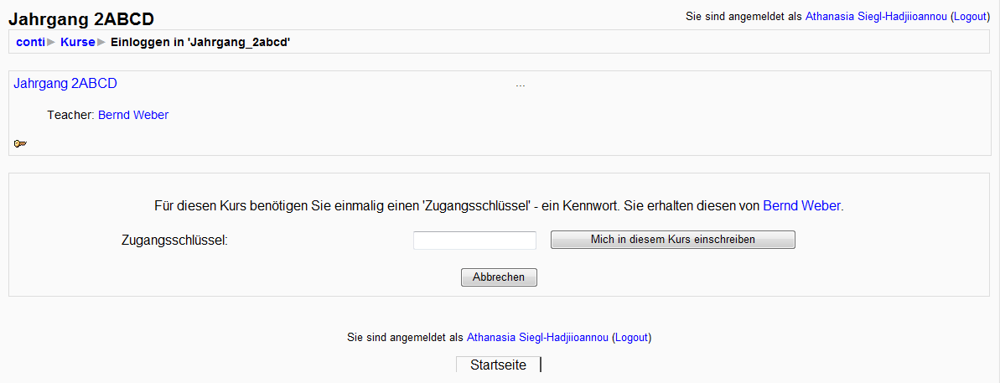 Jahrgang 2ABCD
Sie sind angemeldet als Athanasia Siegl-Hadjiioannou (Logout)
conti► Kurse► Einloggen in 'Jahrgang_2abcd'
Jahrgang 2ABCD
...
Teacher: Bernd Weber
Für diesen Kurs benötigen Sie einmalig einen 'Zugangsschlüssel' - ein Kennwort. Sie erhalten diesen von Bernd Weber.
Zugangsschlüssel:
Mich in diesem Kurs einschreiben
Abbrechen
Sie sind angemeldet als Athanasia Siegl-Hadjiioannou (Logout)
Startseite